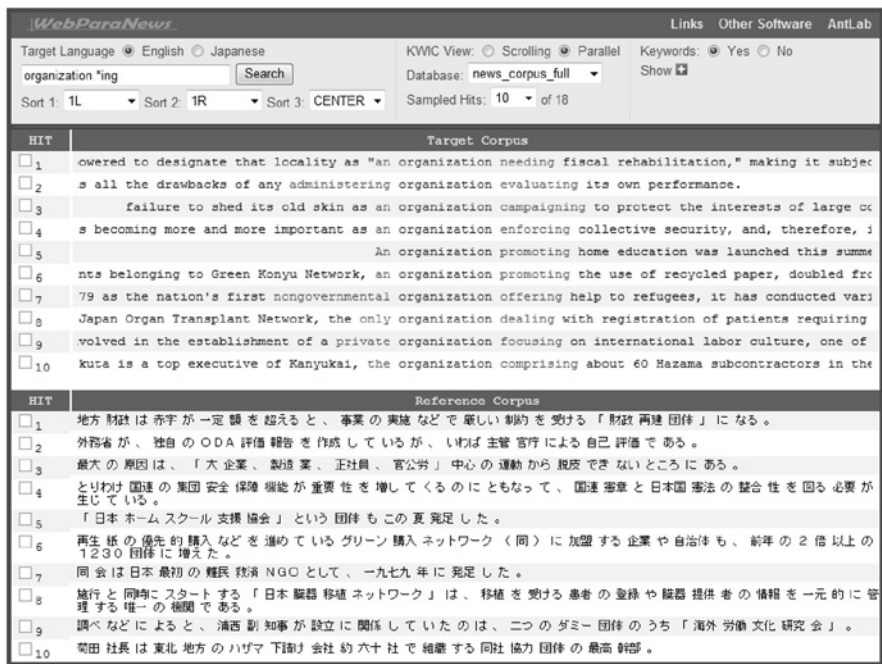 WebParaNews Links Other Software AntLab
Target Language English Japanese KWIC View: Scrolling Parallel Keywords: Yes No
organization *ing Search Database: news_corpus_full Show
Sort 1: 1L Sort 2: 1R Sort 3: CENTER Sampled Hits: 10 of 18
HIT Target Corpus
1 owered to designate that locality as "an organization needing fiscal rehabilitation," making it subjec
2 s all the drawbacks of any administering organization evaluating its own performance.
3 failure to shed its old skin as an organization campaigning to protect the interests of large co
4 s becoming more and more important as an organization enforcing collective security, and, therefore, i
5 An organization promoting home education was launched this summe
6 nts belonging to Green Konyu Network, an organization promoting the use of recycled paper, doubled fro
7 79 as the nation's first nongovernmental organization offering help to refugees, it has conducted vari
8 Japan Organ Transplant Network, the only organization dealing with registration of patients requiring
9 volved in the establishment of a private organization focusing on international labor culture, one of
10 kuta is a top executive of Kanyukai, the organization comprising about 60 Hazama subcontractors in the
HIT Reference Corpus
1 地方 財政 は 赤字 が 一定 額 を 超える と 、 事業 の 実施 など で 厳しい 制約 を 受ける 「 財政 再建 団体 」 に なる 。
2 外務省 が 、 独自 の ODA 評価 報告 を 作成 し て いる が 、 いわば 主管 官庁 による 自己 評価 で ある 。
3 最大 の 原因 は 、 「 大 企業 、 製造 業 、 正社員 、 官公労 」 中心 の 運動 から 脱皮 でき ない ところ に ある 。
4 とりわけ 国連 の 集団 安全 保障 機能 が 重要 性 を 増し て くる の に ともなっ て 、 国連 憲章 と 日本国 憲法 の 整合 性 を 図る 必要 が
生じ て いる 。
5 「 日本 ホーム スクール 支援 協会 」 という 団体 も この 夏 発足 し た 。
6 再生 紙 の 優先 的 購入 など を 進め て いる グリーン 購入 ネットワーク （ 同 ） に 加盟 する 企業 や 自治体 も 、 前年 の 2 倍 以上 の
1230 団体 に 増え た 。
7 同 会 は 日本 最初 の 難民 救済 NGO として 、 一九七九 年 に 発足 し た 。
8 施行 と 同時に スタート する 「 日本 臓器 移植 ネットワーク 」 は 、 移植 を 受ける 患者 の 登録 や 臓器 提供 者 の 情報 を 一元 的 に 管
理 する 唯一 の 機関 で ある 。
9 調べ など に よる と 、 浦西 副 知事 が 設立 に 関係 し て い た の は 、 二つ の ダミー 団体 の うち 「 海外 労働 文化 研究 会 」 。
10 菊田 社長 は 東北 地方 の ハザマ 下請け 会社 約 六十 社 で 組織 する 同社 協力 団体 の 最高 幹部 。